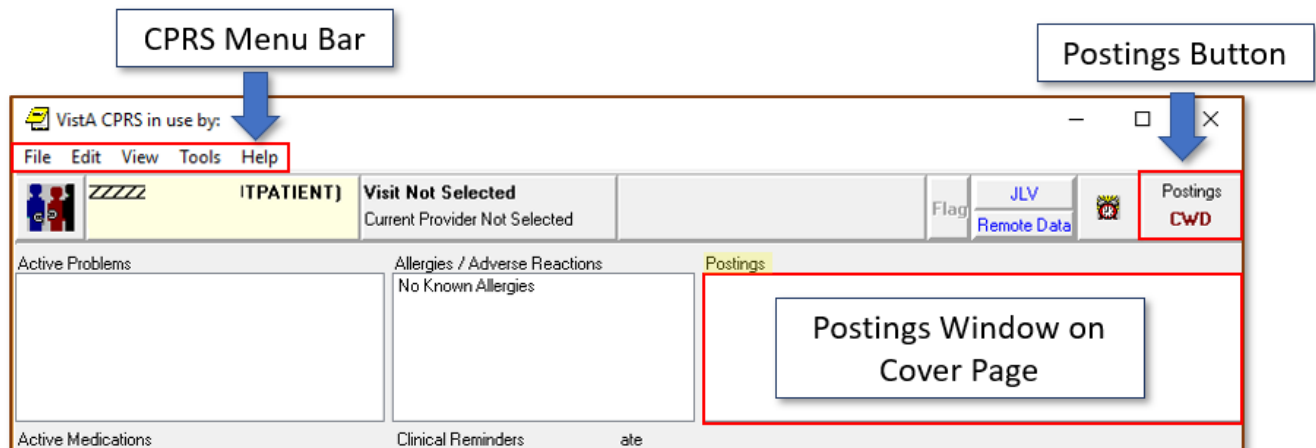 CPRS Menu Bar
Postings Button
VistA CPRS in use by:
File Edit View Tools Help
ZZZZZ ITPATIENT)
Visit Not Selected
Current Provider Not Selected
Flag
JLV
Remote Data
Postings
CWD
Active Problems
Allergies / Adverse Reactions
No Known Allergies
Postings
Postings Window on
Cover Page
Active Medications
Clinical Reminders
ate